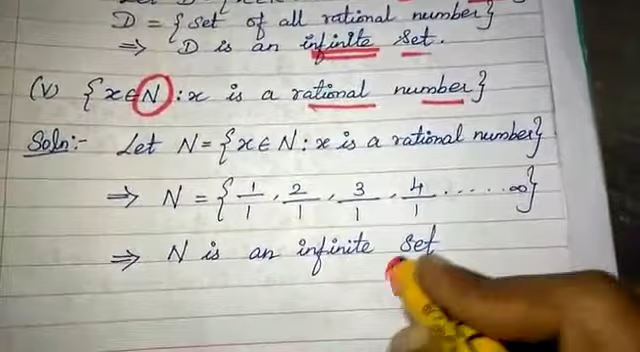 D = {set of all rational number}
⇒ D is an infinite set.
(V) {x∈N : x is a rational number}
Soln:- Let N = {x∈N : x is a rational number}
⇒ N = {1/1, 2/1, 3/1, 4/1 ..... ∞}
⇒ N is an infinite set